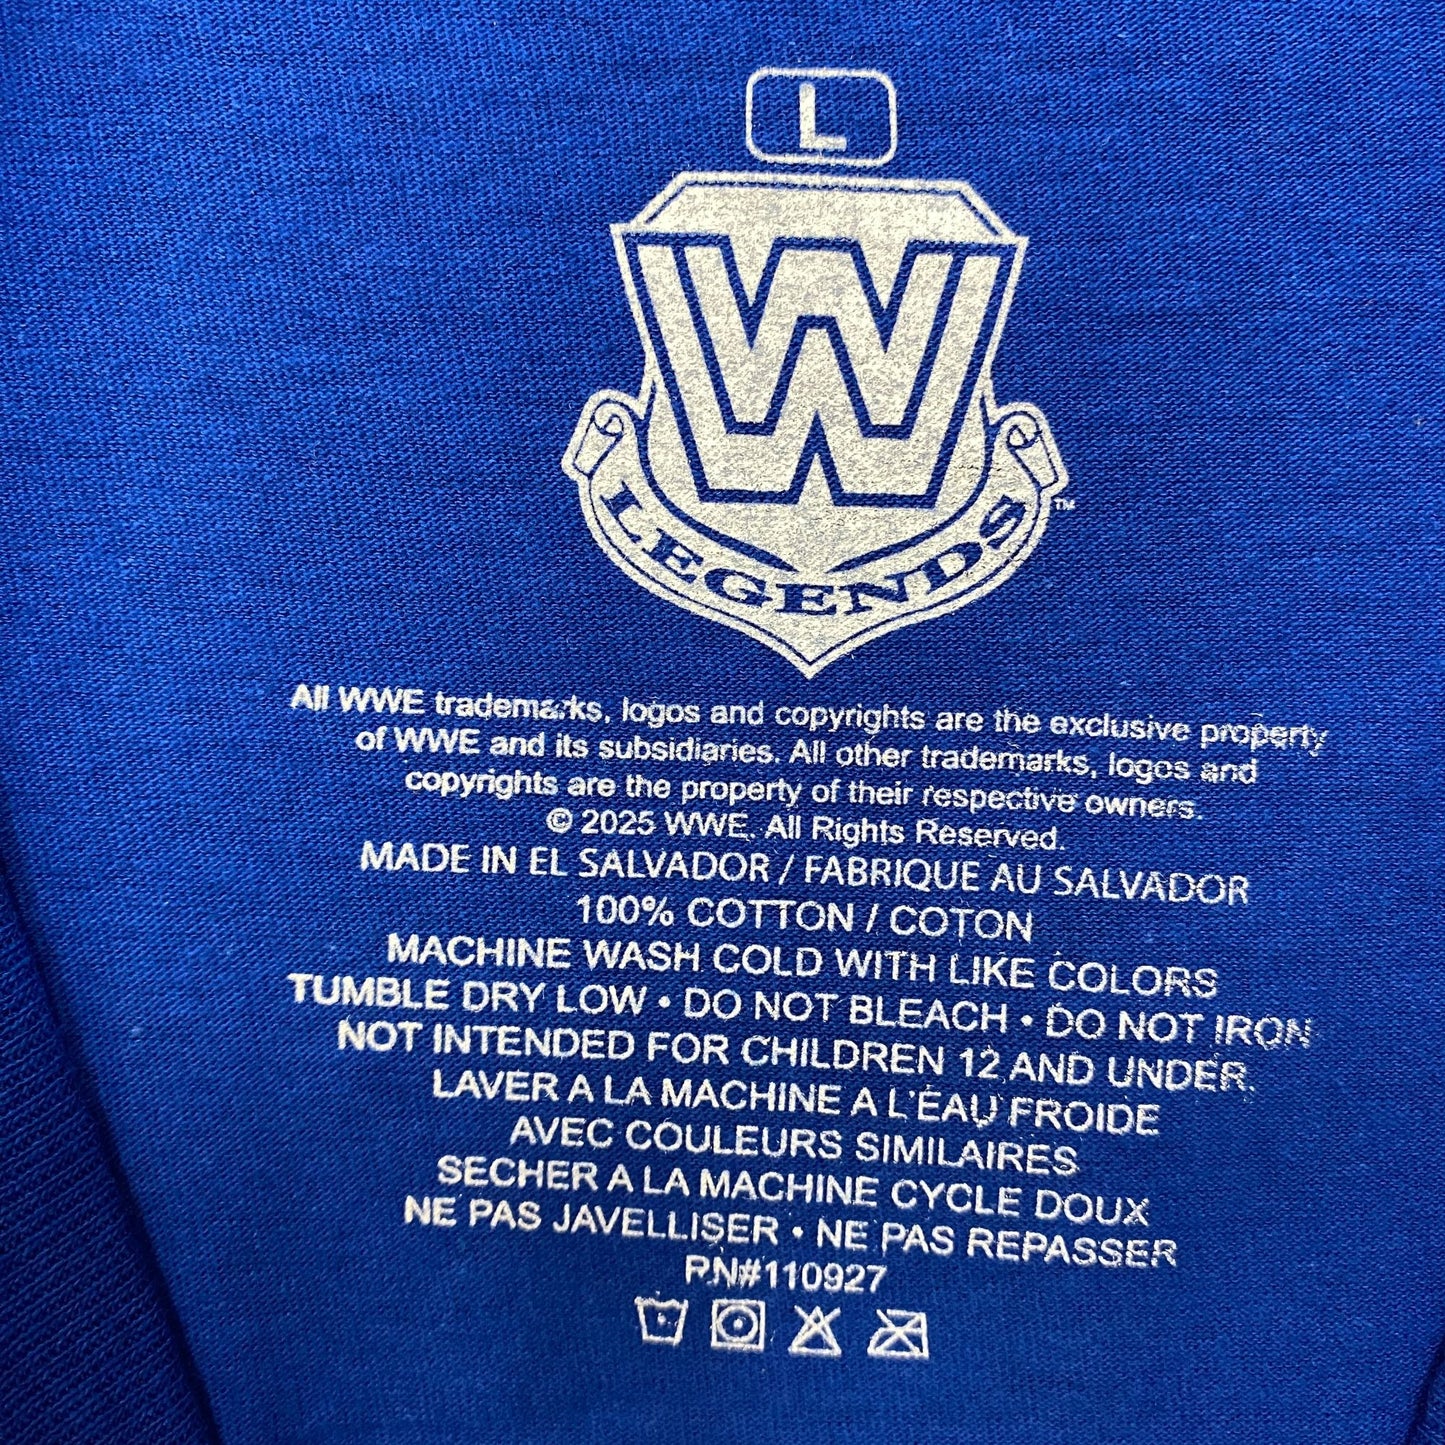 L
W
LEGENDS
TM
All WWE trademarks, logos and copyrights are the exclusive property
of WWE and its subsidiaries. All other trademarks, logos and
copyrights are the property of their respective owners.
© 2025 WWE. All Rights Reserved.
MADE IN EL SALVADOR / FABRIQUE AU SALVADOR
100% COTTON / COTON
MACHINE WASH COLD WITH LIKE COLORS
TUMBLE DRY LOW • DO NOT BLEACH • DO NOT IRON
NOT INTENDED FOR CHILDREN 12 AND UNDER.
LAVER A LA MACHINE A L'EAU FROIDE
AVEC COULEURS SIMILAIRES
SECHER A LA MACHINE CYCLE DOUX
NE PAS JAVELLISER • NE PAS REPASSER
RN#110927